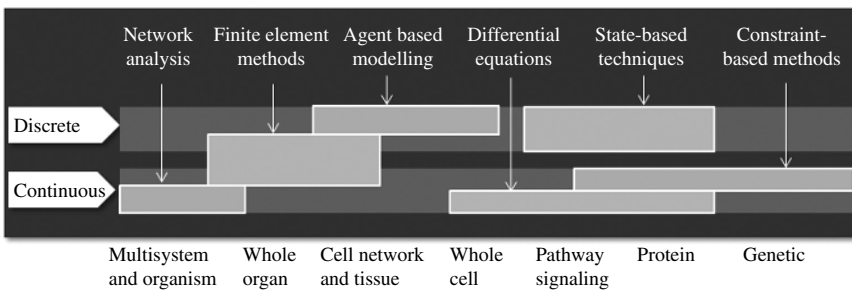 Network analysis
Finite element methods
Agent based modelling
Differential equations
State-based techniques
Constraint-based methods
Discrete
Continuous
Multisystem and organism
Whole organ
Cell network and tissue
Whole cell
Pathway signaling
Protein
Genetic